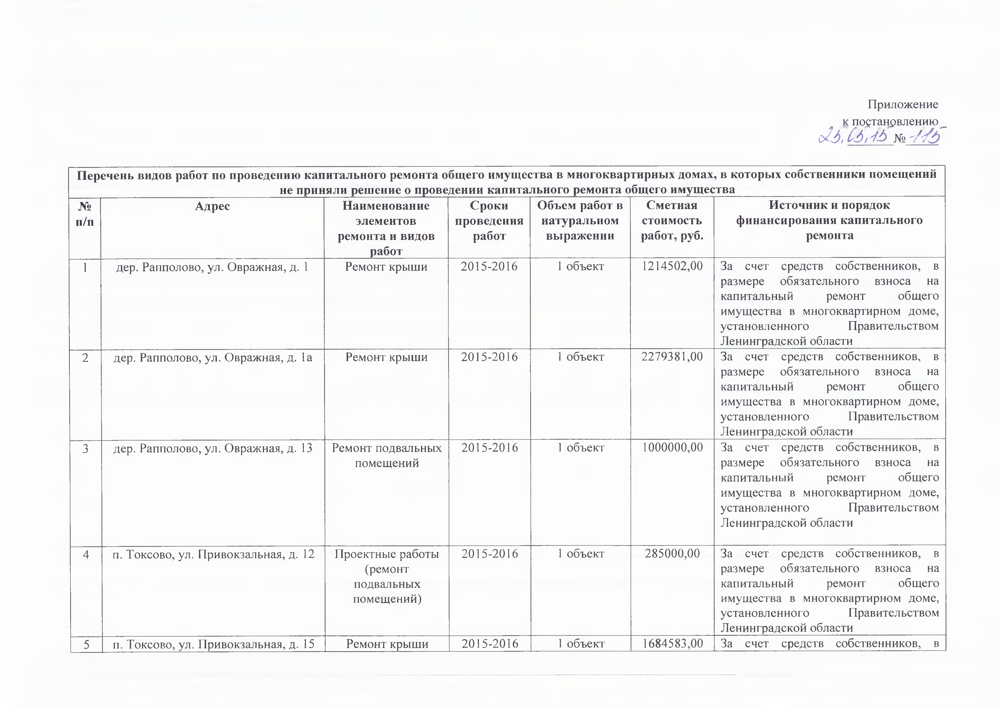 Приложение
к постановлению
25.05.15 № 115
Перечень видов работ по проведению капитального ремонта общего имущества в многоквартирных домах, в которых собственники помещений
не приняли решение о проведении капитального ремонта общего имущества
№
п/п
Адрес
Наименование
элементов
ремонта и видов
работ
Сроки
проведения
работ
Объем работ в
натуральном
выражении
Сметная
стоимость
работ, руб.
Источник и порядок
финансирования капитального
ремонта
1
дер. Рапполово, ул. Овражная, д. 1
Ремонт крыши
2015-2016
1 объект
1214502,00
За счет средств собственников, в
размере обязательного взноса на
капитальный ремонт общего
имущества в многоквартирном доме,
установленного Правительством
Ленинградской области
2
дер. Рапполово, ул. Овражная, д. 1а
Ремонт крыши
2015-2016
1 объект
2279381,00
За счет средств собственников, в
размере обязательного взноса на
капитальный ремонт общего
имущества в многоквартирном доме,
установленного Правительством
Ленинградской области
3
дер. Рапполово, ул. Овражная, д. 13
Ремонт подвальных
помещений
2015-2016
1 объект
1000000,00
За счет средств собственников, в
размере обязательного взноса на
капитальный ремонт общего
имущества в многоквартирном доме,
установленного Правительством
Ленинградской области
4
п. Токсово, ул. Привокзальная, д. 12
Проектные работы
(ремонт
подвальных
помещений)
2015-2016
1 объект
285000,00
За счет средств собственников, в
размере обязательного взноса на
капитальный ремонт общего
имущества в многоквартирном доме,
установленного Правительством
Ленинградской области
5
п. Токсово, ул. Привокзальная, д. 15
Ремонт крыши
2015-2016
1 объект
1684583,00
За счет средств собственников, в